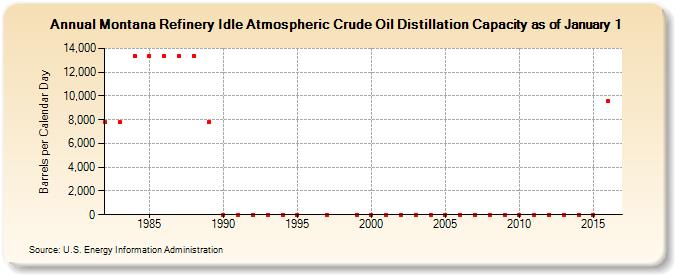 Annual Montana Refinery Idle Atmospheric Crude Oil Distillation Capacity as of January 1
Barrels per Calendar Day
14,000
12,000
10,000
8,000
6,000
4,000
2,000
0
1985 1990 1995 2000 2005 2010 2015
Source: U.S. Energy Information Administration